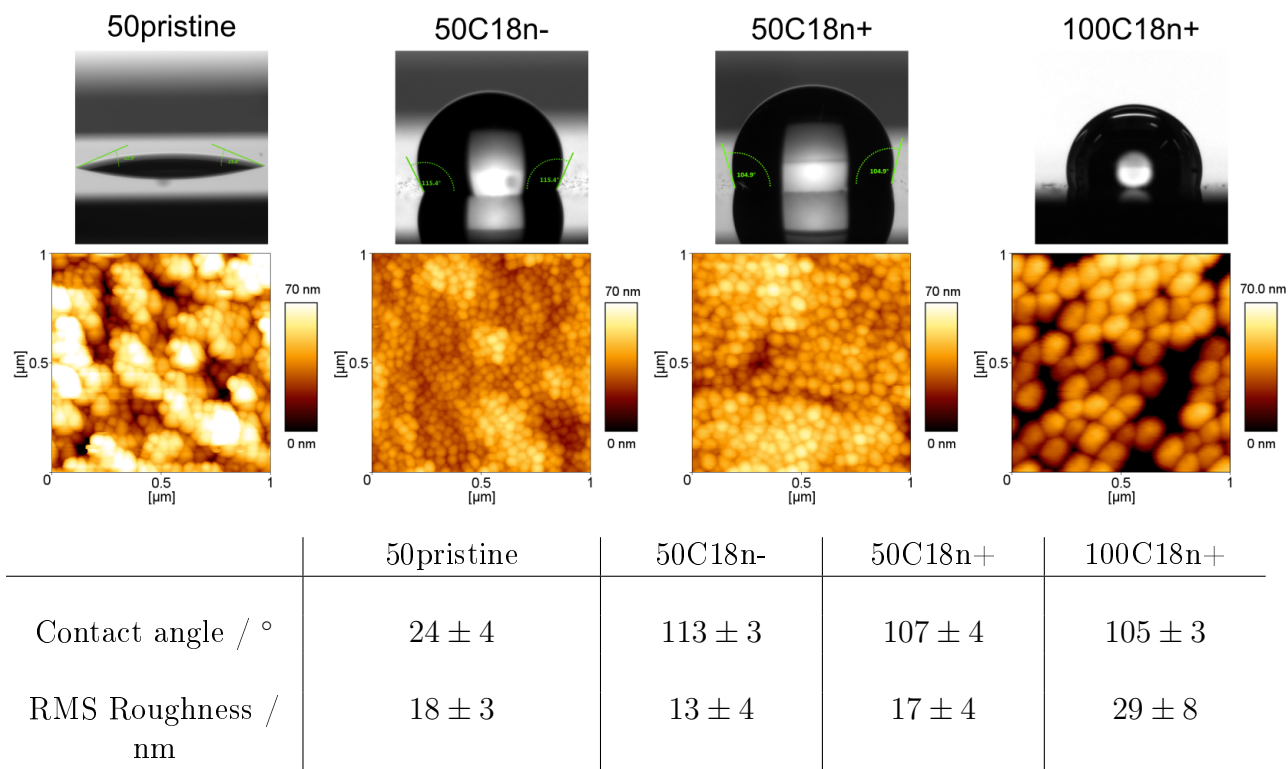 50pristine 50C18n- 50C18n+ 100C18n+
115.4° 115.4° 104.9° 104.9°
1 1 1 1
70 nm 70 nm 70 nm 70.0 nm
[µm] 0.5 [µm] 0.5 [µm] 0.5 [µm] 0.5
0 nm 0 nm 0 nm 0 nm
0 0.5 1 0 0.5 1 0 0.5 1 0 0.5 1
[µm] [µm] [µm] [µm]
50pristine 50C18n- 50C18n+ 100C18n+
Contact angle / ° 24 ± 4 113 ± 3 107 ± 4 105 ± 3
RMS Roughness / 18 ± 3 13 ± 4 17 ± 4 29 ± 8
nm